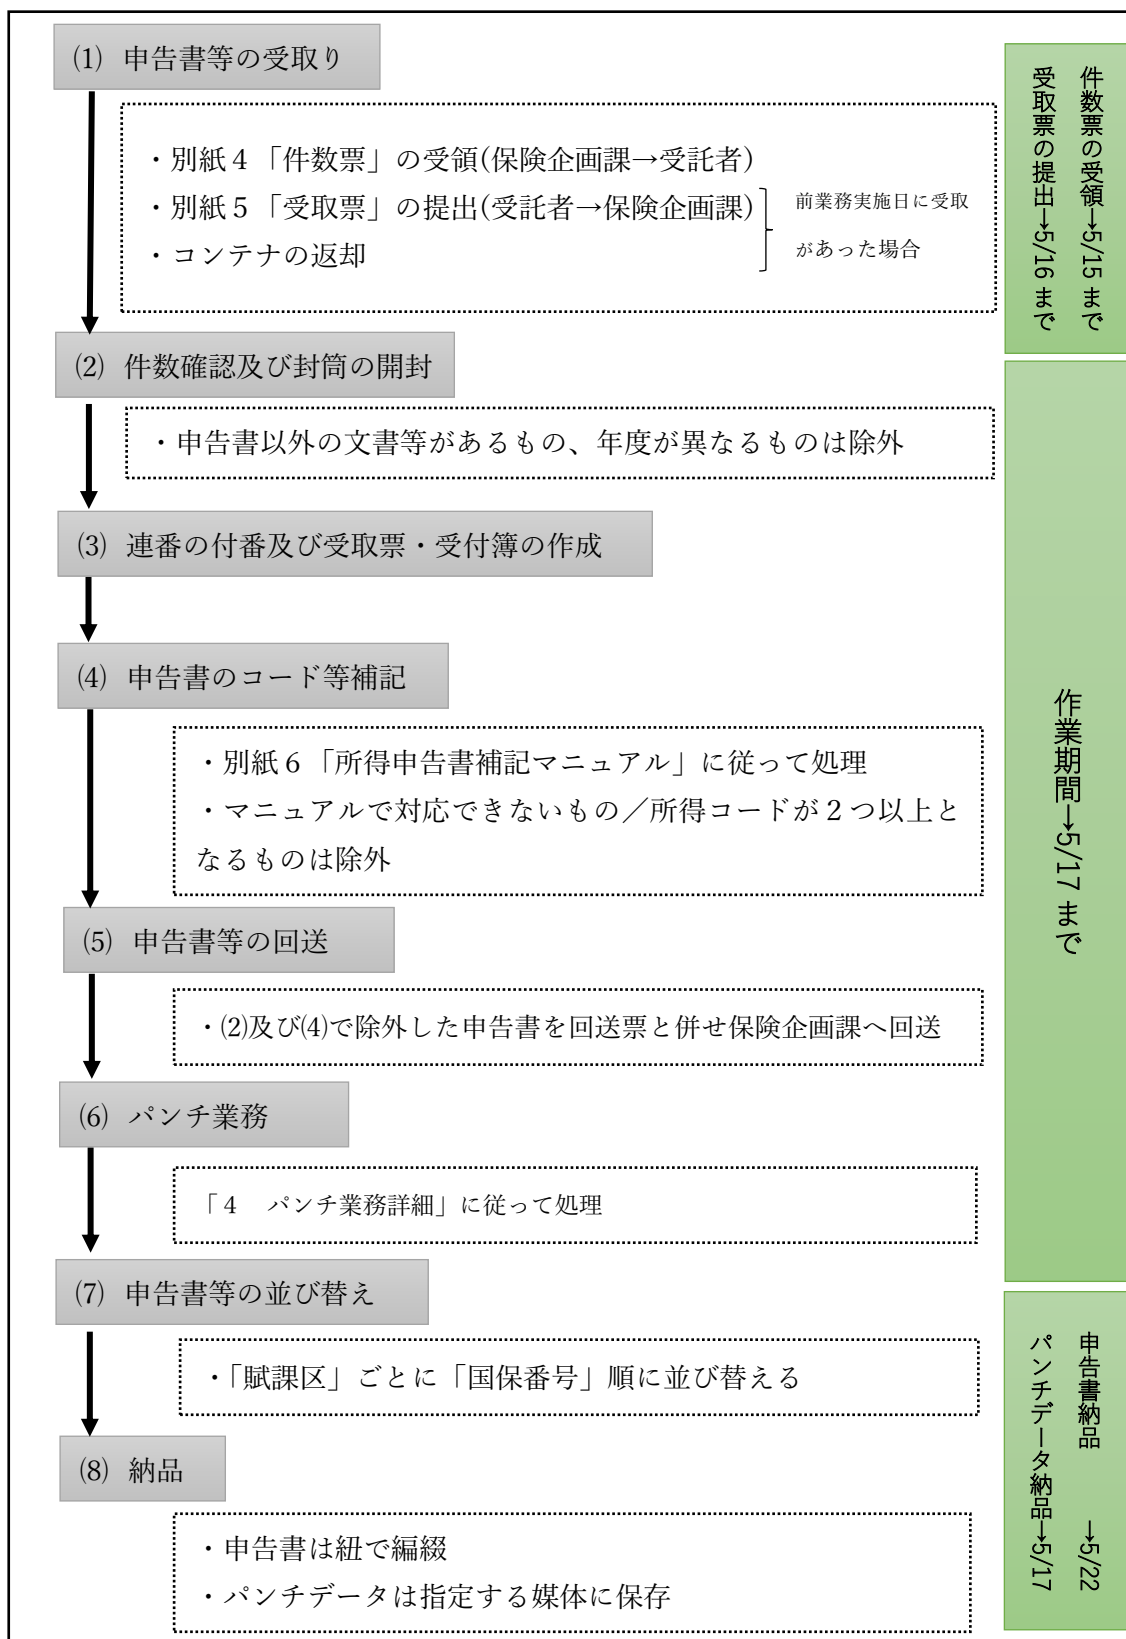 ⑴ 申告書等の受取り
・別紙４「件数票」の受領(保険企画課→受託者)
・別紙５「受取票」の提出(受託者→保険企画課)
・コンテナの返却
前業務実施日に受取
があった場合
⑵ 件数確認及び封筒の開封
・申告書以外の文書等があるもの、年度が異なるものは除外
⑶ 連番の付番及び受取票・受付簿の作成
⑷ 申告書のコード等補記
・別紙６「所得申告書補記マニュアル」に従って処理
・マニュアルで対応できないもの／所得コードが２つ以上と
なるものは除外
⑸ 申告書等の回送
・⑵及び⑷で除外した申告書を回送票と併せ保険企画課へ回送
⑹ パンチ業務
「４　パンチ業務詳細」に従って処理
⑺ 申告書等の並び替え
・「賦課区」ごとに「国保番号」順に並び替える
⑻ 納品
・申告書は紐で編綴
・パンチデータは指定する媒体に保存
件数票の受領→5/15 まで
受取票の提出→5/16 まで
作業期間→5/17 まで
申告書納品　　→5/22
パンチデータ納品→5/17